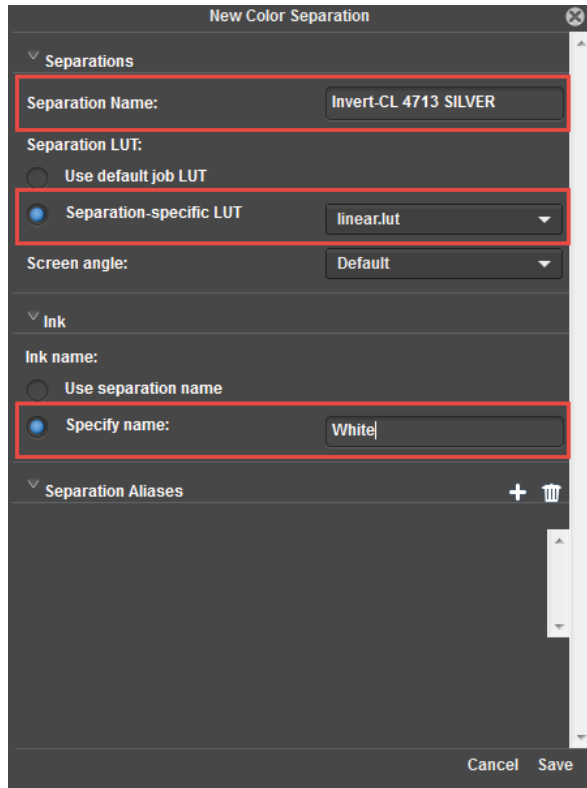 New Color Separation
Separations
Separation Name: Invert-CL 4713 SILVER
Separation LUT:
Use default job LUT
Separation-specific LUT linear.lut
Screen angle: Default
Ink
Ink name:
Use separation name
Specify name: White
Separation Aliases
Cancel Save